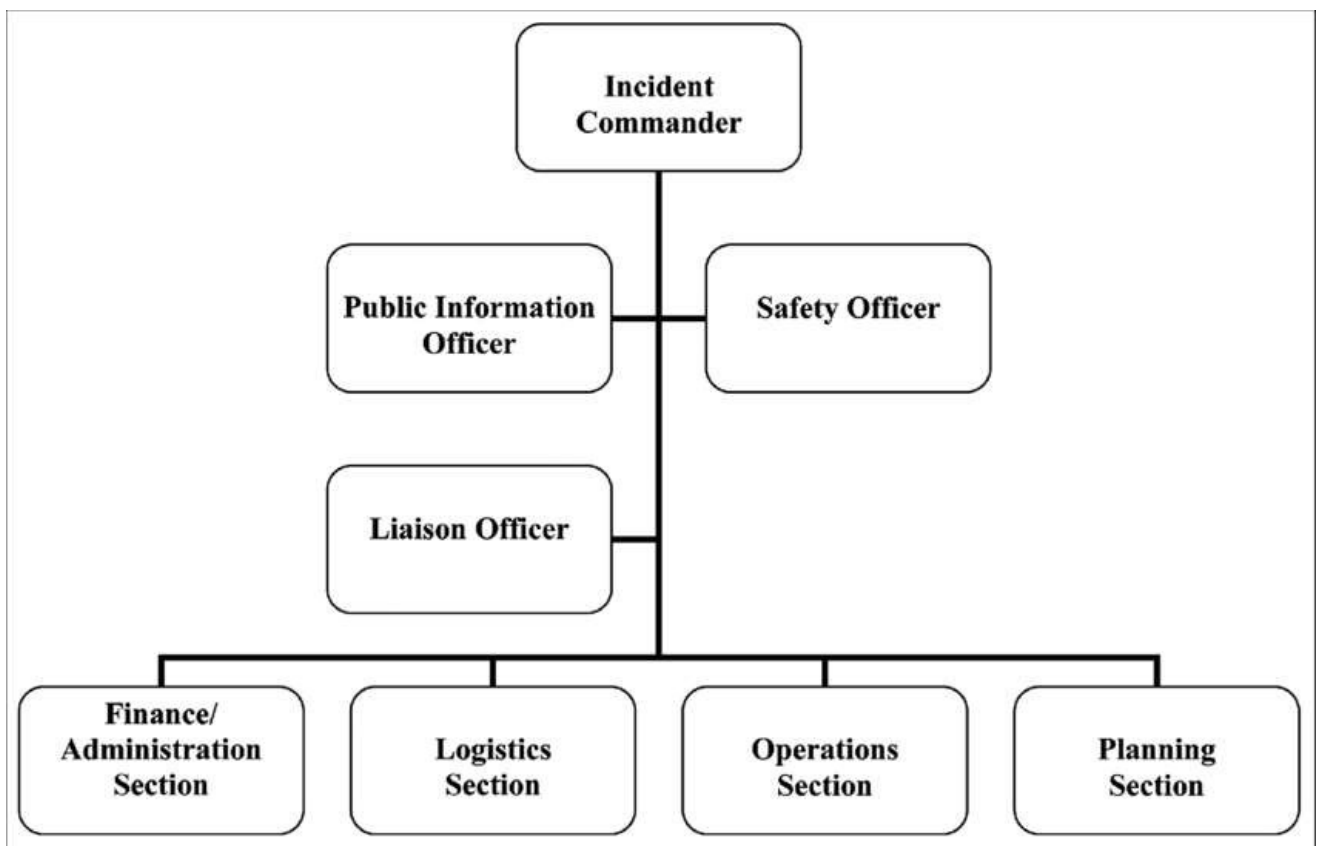 Incident
Commander
Public Information
Officer
Safety Officer
Liaison Officer
Finance/
Administration
Section
Logistics
Section
Operations
Section
Planning
Section